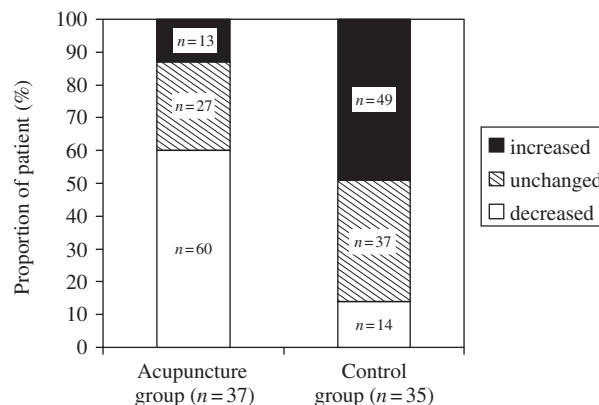 Proportion of patient (%)
100
90
80
70
60
50
40
30
20
10
0
n=13
n=27
n=60
n=49
n=37
n=14
increased
unchanged
decreased
Acupuncture
group (n=37)
Control
group (n=35)